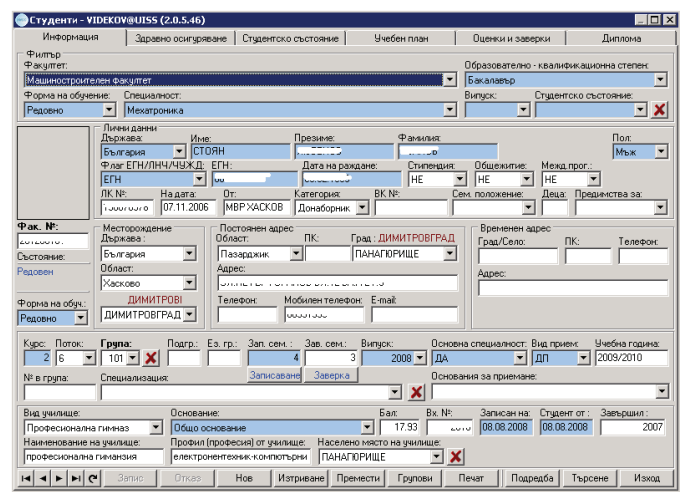 Студенти - VIDEKOV@UISS (2.0.5.46)
Информация Здравно осигуряване Студентско състояние Учебен план Оценки и заверки Диплома
Филтър
Факултет: Образователно - квалификационна степен:
Машиностроителен факултет Бакалавър
Форма на обучение: Специалност: Випуск: Студентско състояние:
Редовно Мехатроника
Лични данни
Държава: Име: Презиме: Фамилия: Пол:
България СТОЯН Мъж
Флаг ЕГН/ЛНЧ/ЧУЖД: ЕГН: Дата на раждане: Стипендия: Общежитие: Межд.прог.:
ЕГН НЕ НЕ НЕ
ЛК №: На дата: От: Категория: ВК №: Сем. положение: Деца: Предимства за:
07.11.2006 МВР ХАСКОВ Донаборник
Фак. №:
Състояние:
Редовен
Форма на обуч.:
Редовно
Месторождение
Държава :
България
Област:
Хасково
ДИМИТРОВІ
ДИМИТРОВГРАД
Постоянен адрес
Област: ПК: Град : ДИМИТРОВГРАД
Пазарджик ПАНАГЮРИЩЕ
Адрес:
Телефон: Мобилен телефон: E-mail:
Временен адрес
Град/Село: ПК: Телефон:
Адрес:
Курс: Поток: Група: Подгр.: Ез. гр.: Зап. сем. : Зав. сем.: Випуск: Основна специалност: Вид прием: Учебна година:
2 6 101 4 3 2008 ДА ДП 2009/2010
Записаване Заверка
№ в група: Специализация: Основания за приемане:
Вид училище: Основание: Бал: Вх. №: Записан на: Студент от : Завършил :
Професионална гимназ Общо основание 17.93 08.08.2008 08.08.2008 2007
Наименование на училище: Профил (професия) от училище: Населено място на училище:
професионална гиманзия електронентехник-компютърни ПАНАГЮРИЩЕ
Запис Отказ Нов Изтриване Премести Групови Печат Подредба Търсене Изход